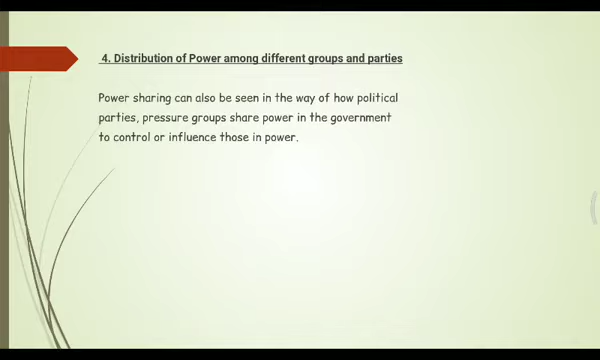 4. Distribution of Power among different groups and parties
Power sharing can also be seen in the way of how political
parties, pressure groups share power in the government
to control or influence those in power.